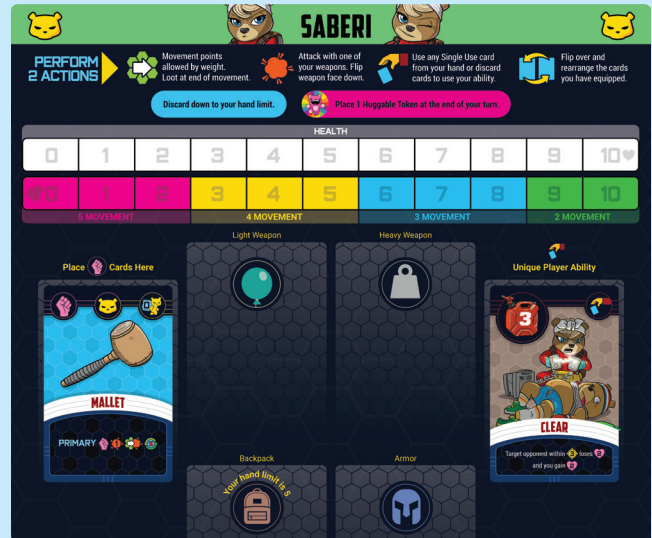 SABERI
PERFORM
2 ACTIONS
Movement points
allowed by weight.
Loot at end of movement.
Attack with one of
your weapons. Flip
weapon face down.
Use any Single Use card
from your hand or discard
cards to use your ability.
Flip over and
rearrange the cards
you have equipped.
Discard down to your hand limit.
Place 1 Huggable Token at the end of your turn.
HEALTH
0 1 2 3 4 5 6 7 8 9 10
0 1 2 3 4 5 6 7 8 9 10
5 MOVEMENT 4 MOVEMENT 3 MOVEMENT 2 MOVEMENT
Light Weapon
Heavy Weapon
Place Cards Here
Unique Player Ability
MALLET
PRIMARY 1
3
CLEAR
Target opponent within 3 loses
and you gain
Backpack
Armor
Your hand limit is 5